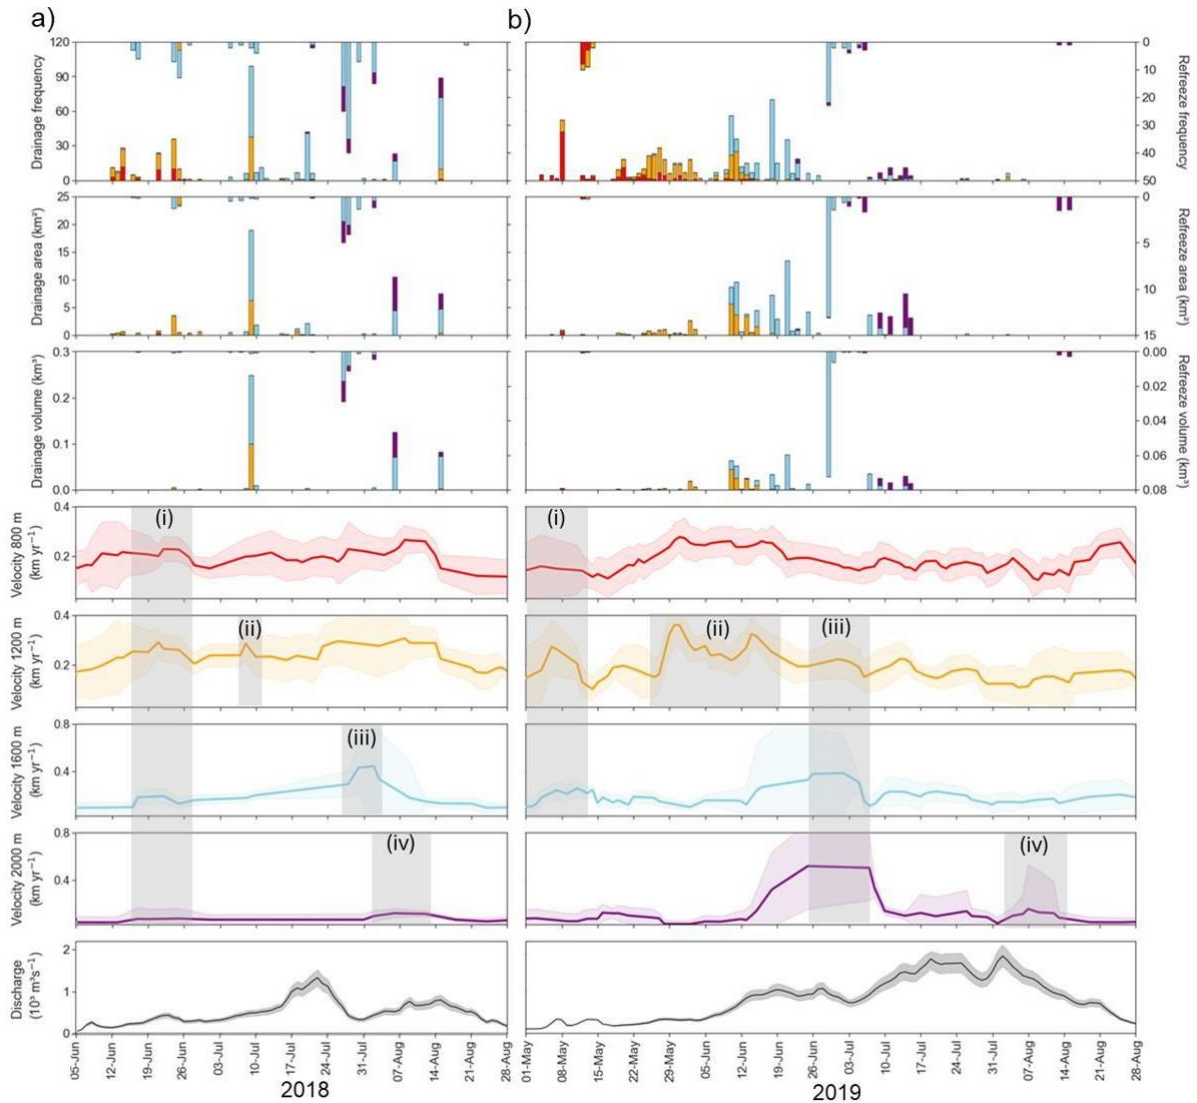 a)
b)
120
90
60
30
0
Drainage frequency
0
10
20
30
40
50
Refreeze frequency
25
20
15
10
5
0
Drainage area (km²)
0
5
10
15
Refreeze area (km²)
0.3
0.2
0.1
0.0
Drainage volume (km³)
0.00
0.02
0.04
0.06
0.08
Refreeze volume (km³)
0.4
0.2
Velocity 800 m
(km yr⁻¹)
(i)
(i)
0.4
0.2
Velocity 1200 m
(km yr⁻¹)
(ii)
(ii)
(iii)
0.8
0.4
Velocity 1600 m
(km yr⁻¹)
(iii)
0.8
0.4
Velocity 2000 m
(km yr⁻¹)
(iv)
(iv)
2
1
0
Discharge
(10³ m³s⁻¹)
05-Jun
12-Jun
19-Jun
26-Jun
03-Jul
10-Jul
17-Jul
24-Jul
31-Jul
07-Aug
14-Aug
21-Aug
28-Aug
01-May
08-May
15-May
22-May
29-May
05-Jun
12-Jun
19-Jun
26-Jun
03-Jul
10-Jul
17-Jul
24-Jul
31-Jul
07-Aug
14-Aug
21-Aug
28-Aug
2018
2019